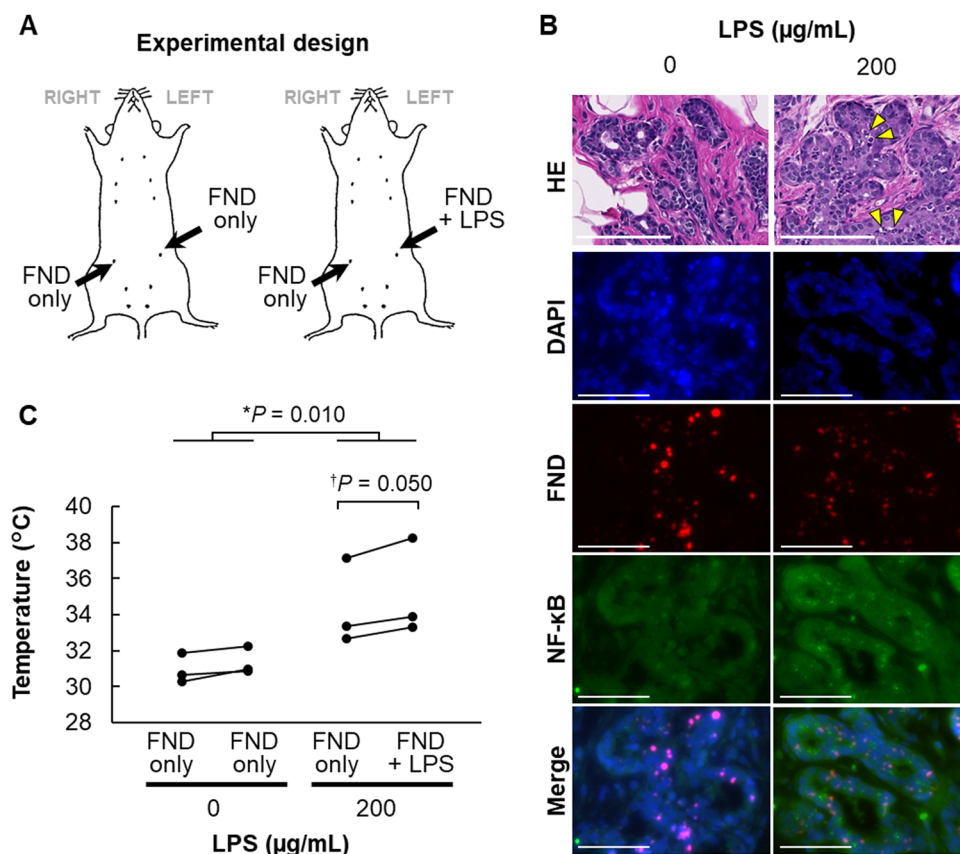 A
Experimental design
RIGHT
LEFT
RIGHT
LEFT
FND
only
FND
only
FND
+ LPS
FND
only
B
LPS (µg/mL)
0
200
HE
DAPI
FND
NF-κB
Merge
C
*P = 0.010
†P = 0.050
Temperature (°C)
40
38
36
34
32
30
28
FND
only
FND
only
FND
only
FND
+ LPS
0
200
LPS (µg/mL)